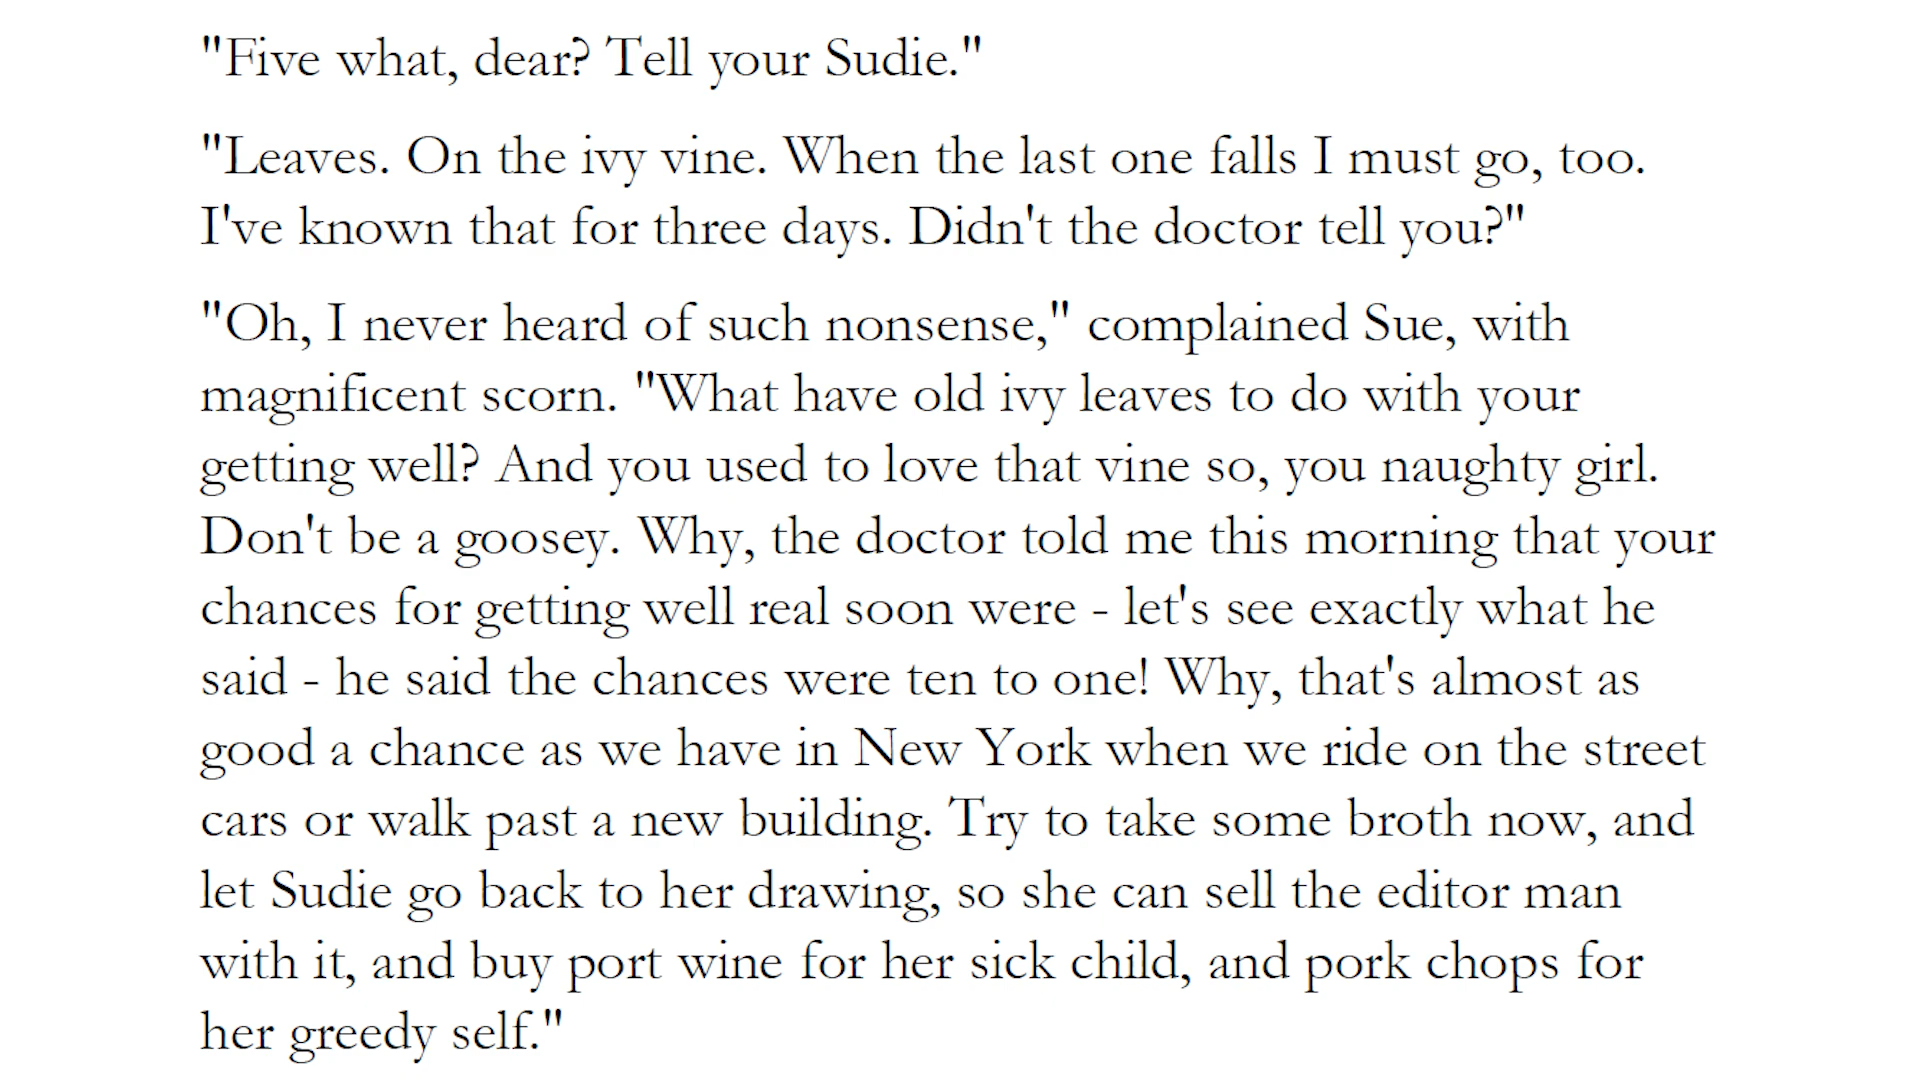 "Five what, dear? Tell your Sudie."
"Leaves. On the ivy vine. When the last one falls I must go, too.
I've known that for three days. Didn't the doctor tell you?"
"Oh, I never heard of such nonsense," complained Sue, with
magnificent scorn. "What have old ivy leaves to do with your
getting well? And you used to love that vine so, you naughty girl.
Don't be a goosey. Why, the doctor told me this morning that your
chances for getting well real soon were - let's see exactly what he
said - he said the chances were ten to one! Why, that's almost as
good a chance as we have in New York when we ride on the street
cars or walk past a new building. Try to take some broth now, and
let Sudie go back to her drawing, so she can sell the editor man
with it, and buy port wine for her sick child, and pork chops for
her greedy self."